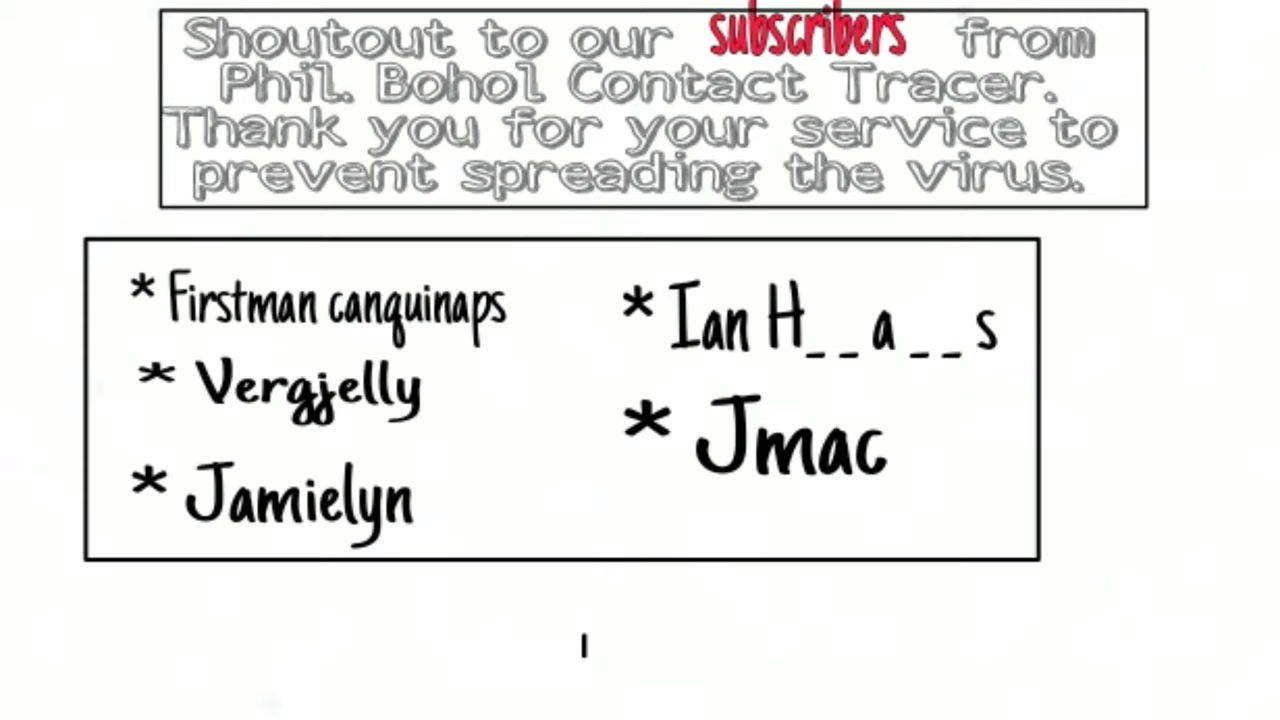 Shoutout to our subscribers from
Phil. Bohol Contact Tracer.
Thank you for your service to
prevent spreading the virus.
* Firstman canquinaps
* Vergjelly
* Jamielyn
* Ian H__a__s
* Jmac